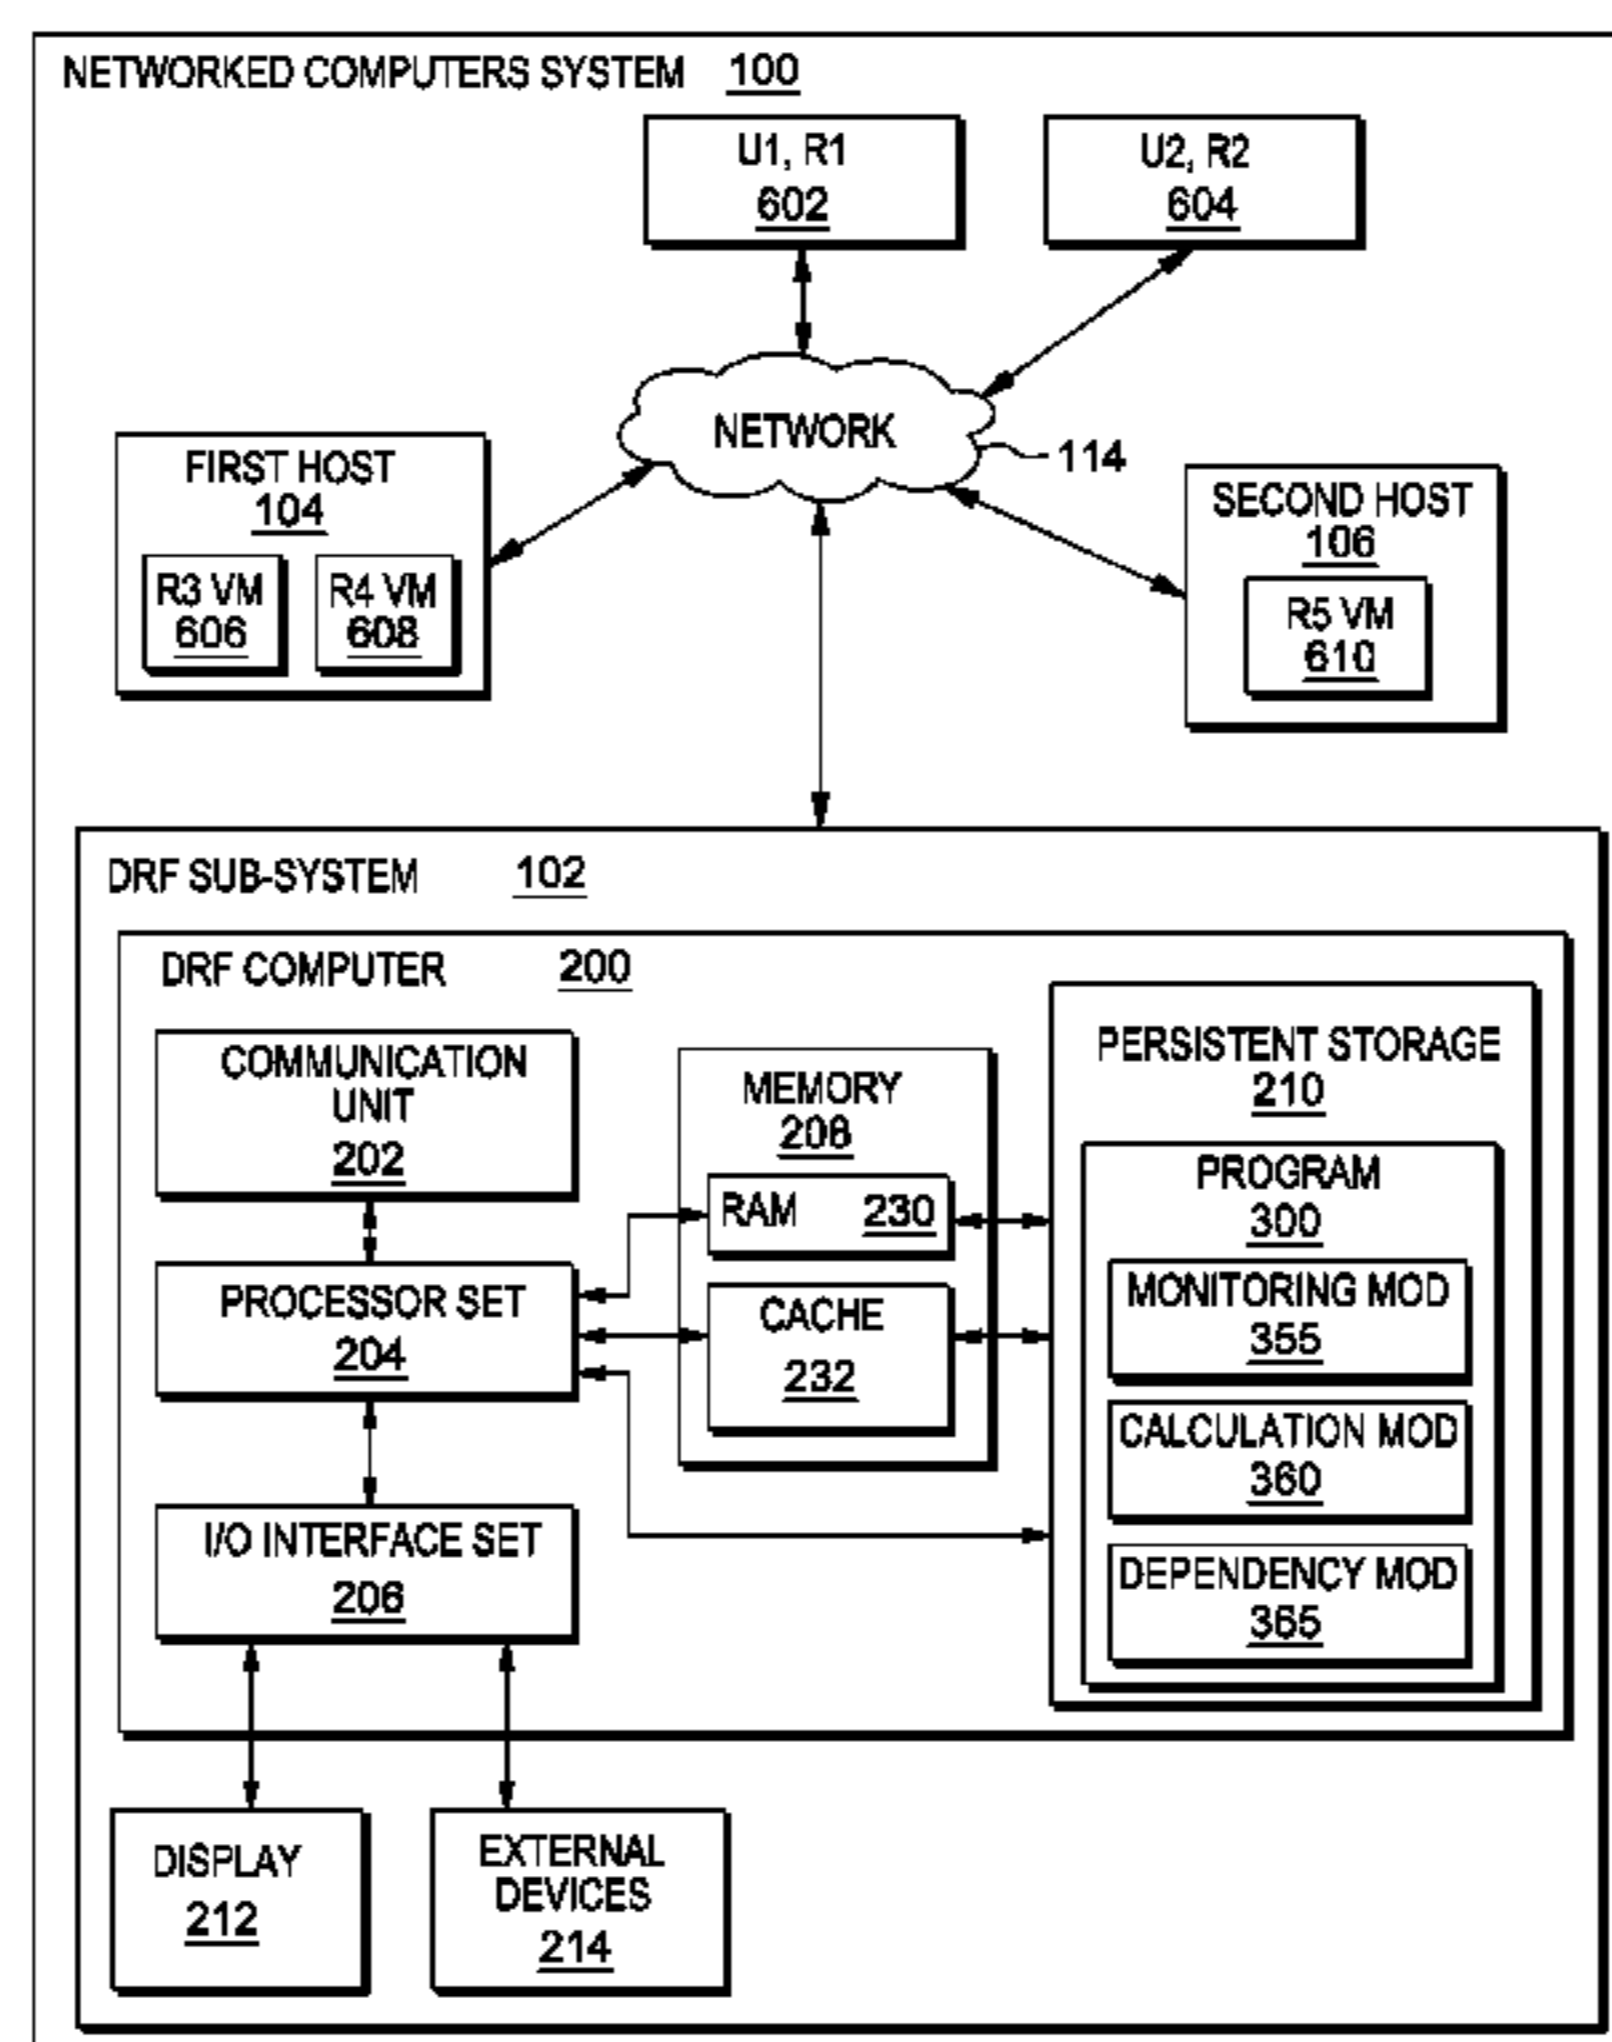 NETWORKED COMPUTERS SYSTEM 100
U1, R1
602
U2, R2
604
NETWORK
114
FIRST HOST
104
R3 VM
606
R4 VM
608
SECOND HOST
106
R5 VM
610
DRF SUB-SYSTEM 102
DRF COMPUTER 200
COMMUNICATION
UNIT
202
PROCESSOR SET
204
I/O INTERFACE SET
206
MEMORY
208
RAM 230
CACHE
232
PERSISTENT STORAGE
210
PROGRAM
300
MONITORING MOD
355
CALCULATION MOD
360
DEPENDENCY MOD
365
DISPLAY
212
EXTERNAL
DEVICES
214